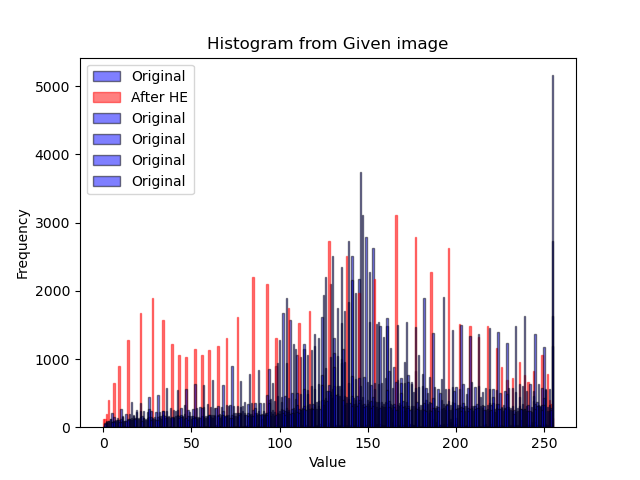 Histogram from Given image
Original
After HE
Original
Original
Original
Original
Frequency
5000
4000
3000
2000
1000
0
0 50 100 150 200 250
Value